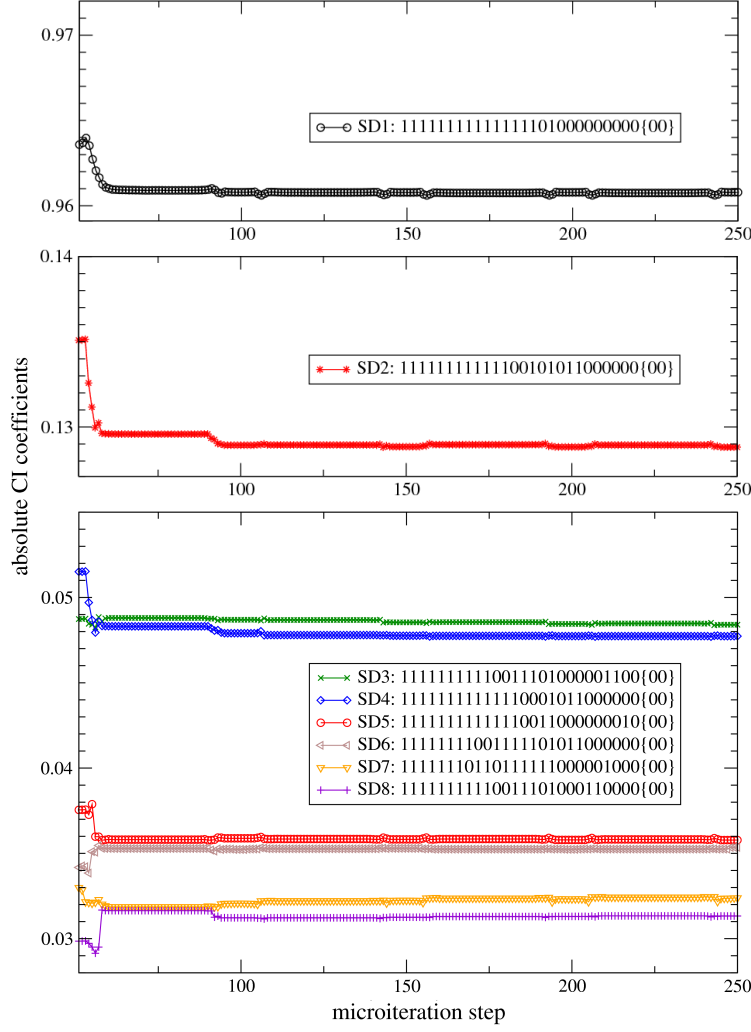 0.97
SD1: 11111111111111101000000000{00}
0.96
100 150 200 250
0.14
SD2: 11111111111100101011000000{00}
0.13
100 150 200 250
absolute CI coefficients
0.05
SD3: 11111111110011101000001100{00}
SD4: 11111111111110001011000000{00}
SD5: 11111111111110011000000010{00}
SD6: 11111111001111101011000000{00}
SD7: 11111110110111111000001000{00}
SD8: 11111111110011101000110000{00}
0.04
0.03
100 150 200 250
microiteration step